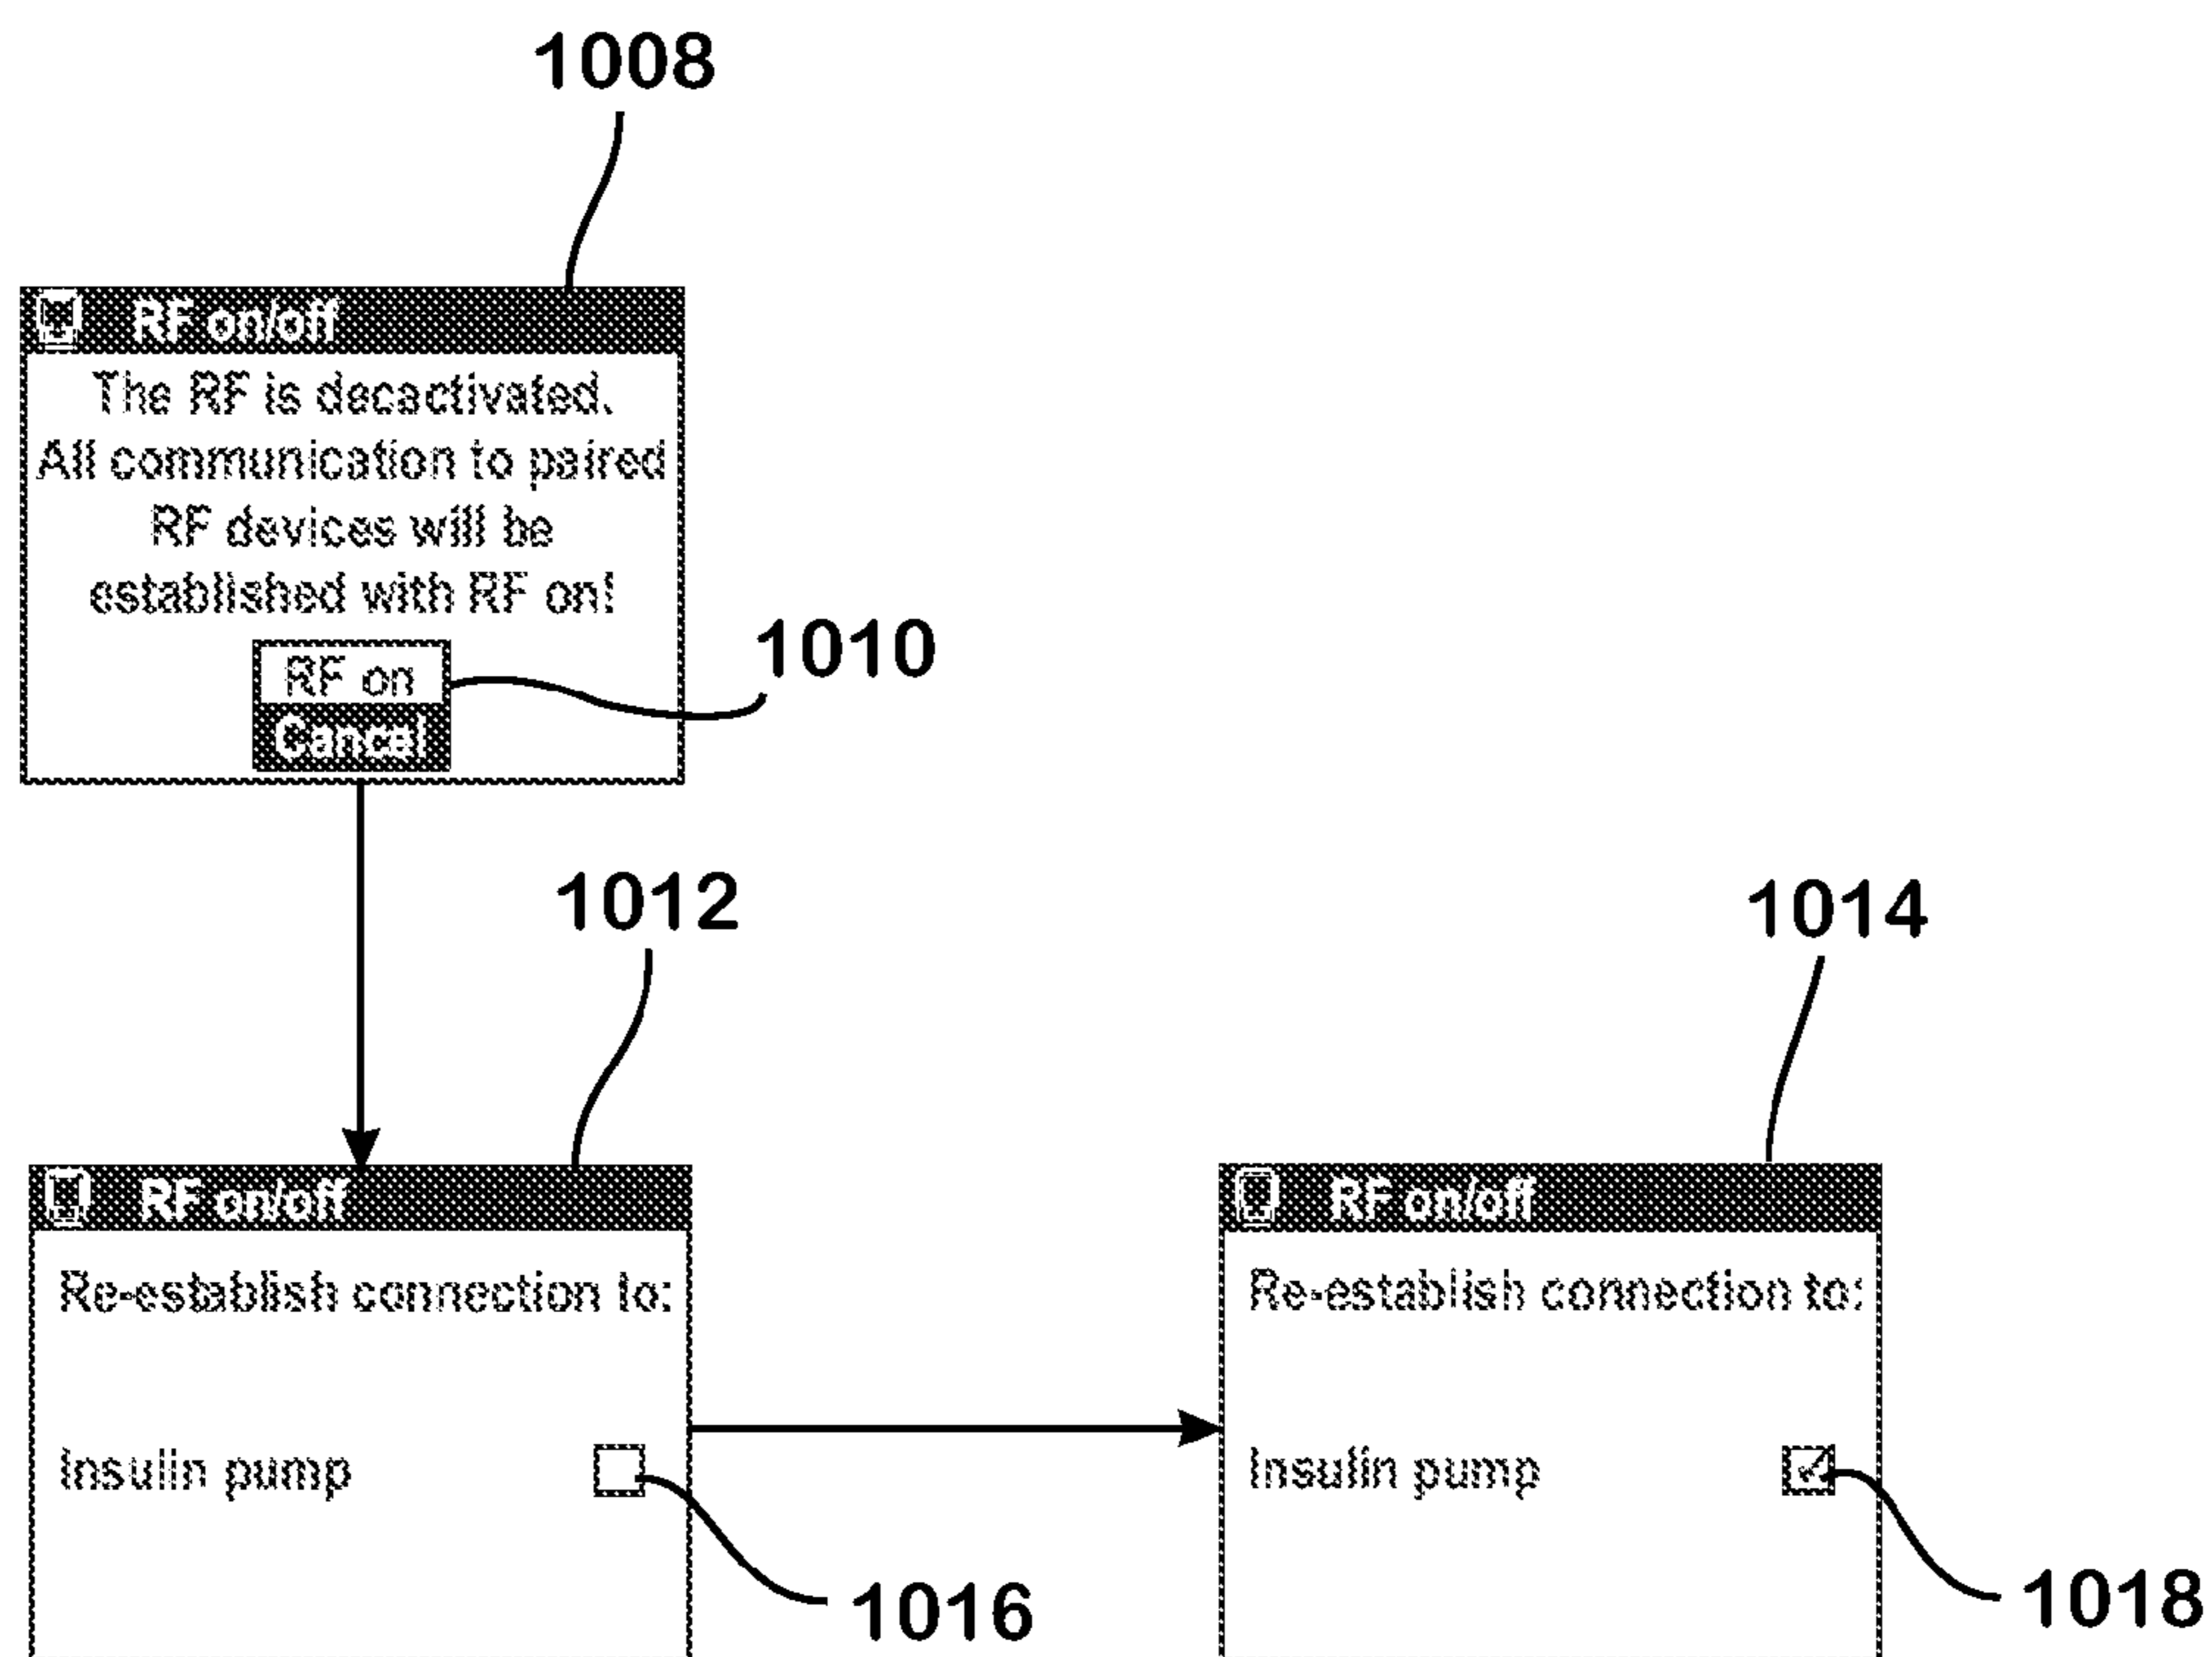 1008
RF on/off
The RF is decactivated.
All communication to paired
RF devices will be
established with RF on!
RF on
1010
Cancel
1012
1014
RF on/off
Re-establish connection to:
Insulin pump
1016
RF on/off
Re-establish connection to:
Insulin pump
1018